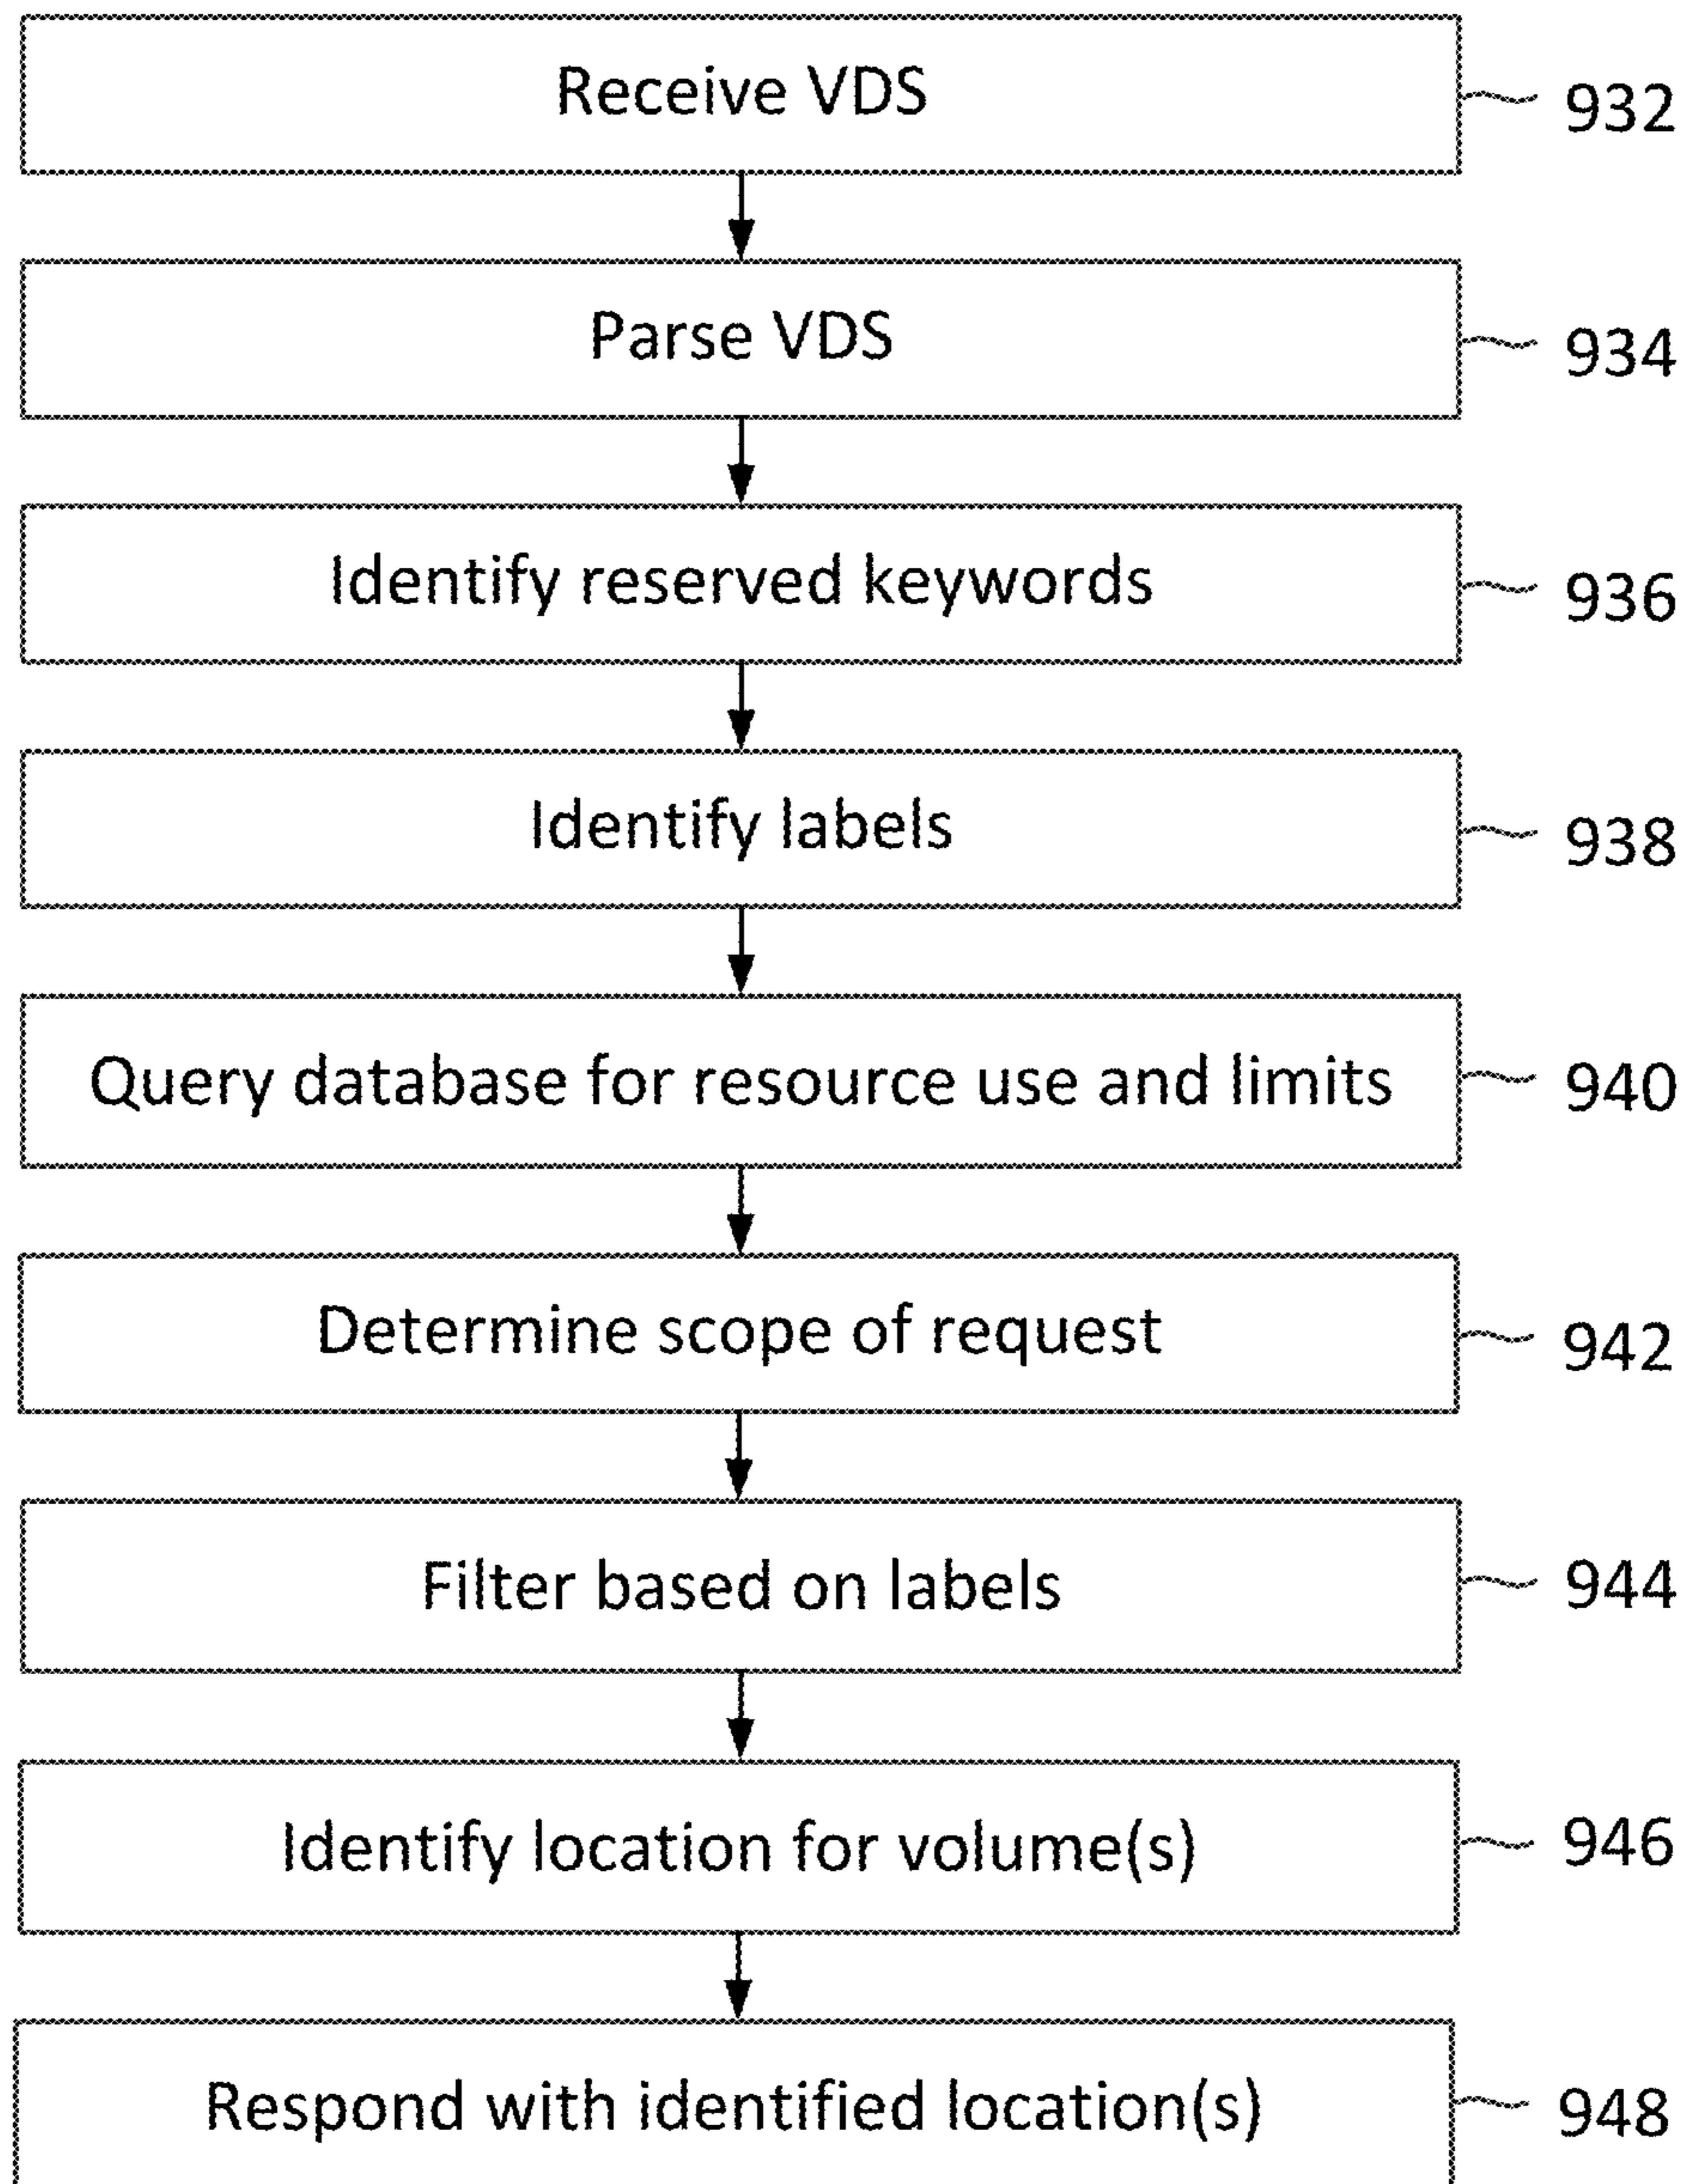 Receive VDS 932
Parse VDS 934
Identify reserved keywords 936
Identify labels 938
Query database for resource use and limits 940
Determine scope of request 942
Filter based on labels 944
Identify location for volume(s) 946
Respond with identified location(s) 948